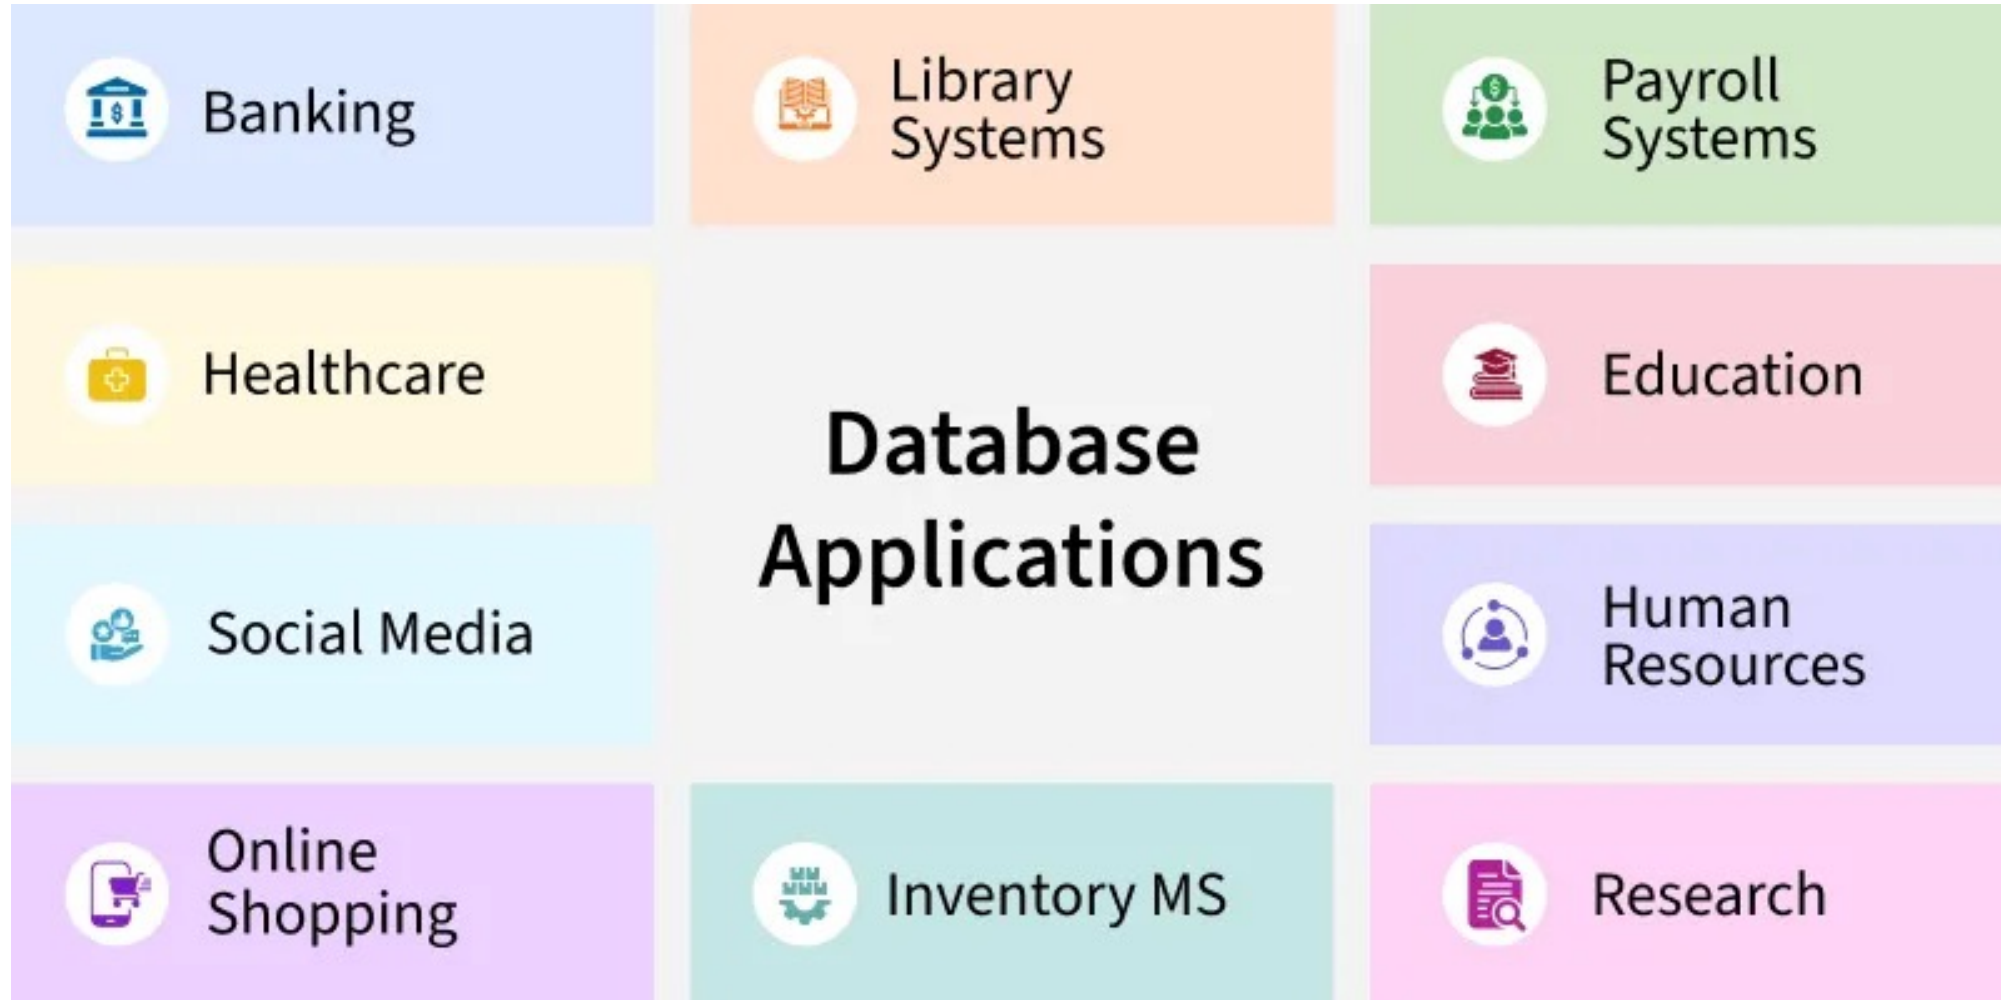 Banking
Library
Systems
Payroll
Systems
Healthcare
Education
Database
Applications
Social Media
Human
Resources
Online
Shopping
Inventory MS
Research